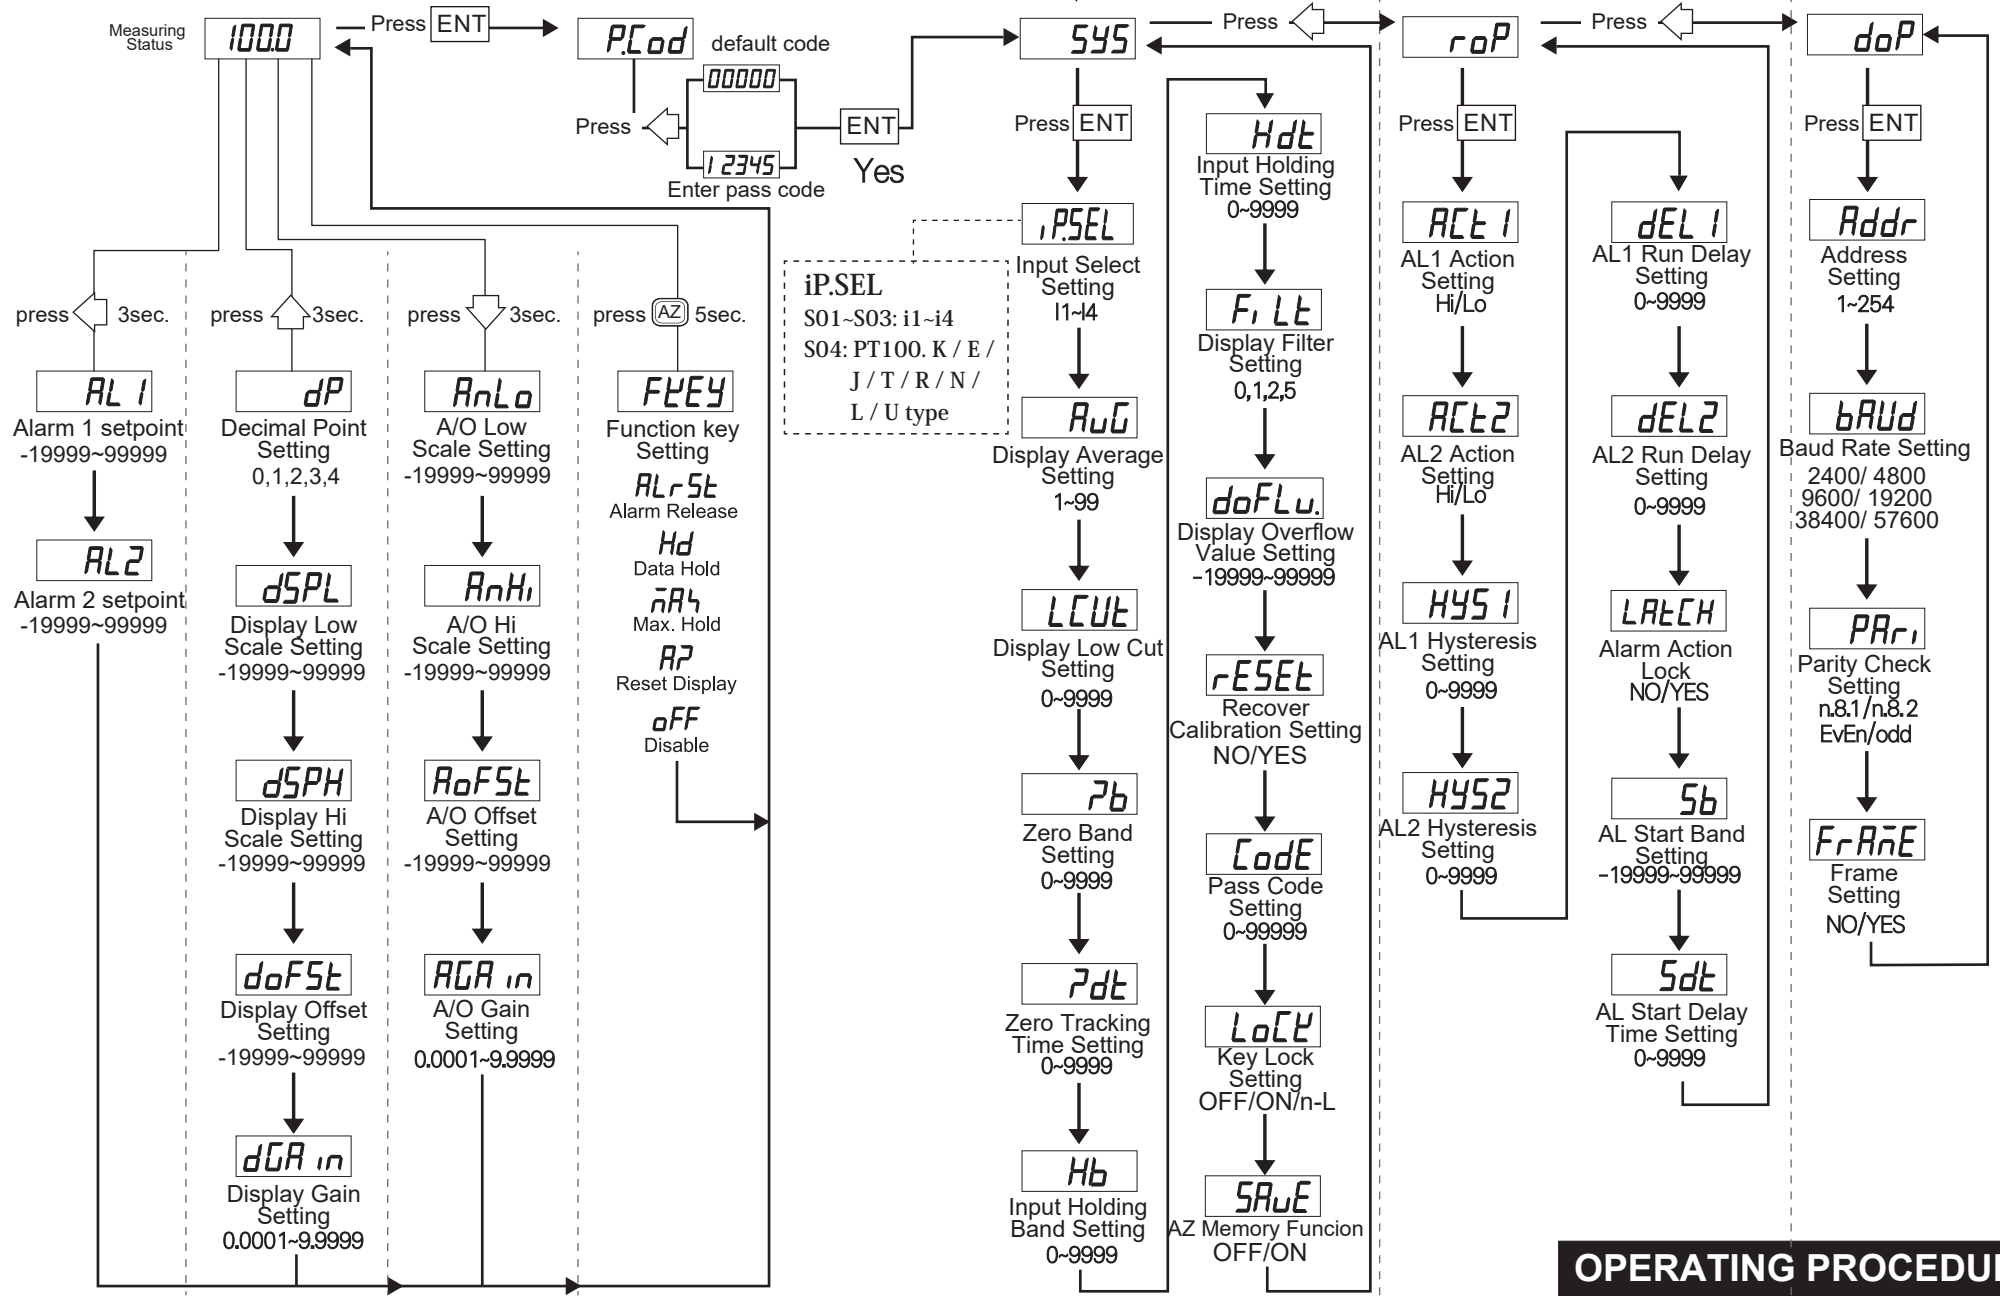 Measuring
Status
100.0
Press ENT
P.Cod
default code
00000
Press
12345
Enter pass code
ENT
Yes
press 3sec.
AL1
Alarm 1 setpoint
-19999~99999
AL2
Alarm 2 setpoint
-19999~99999
press 3sec.
dP
Decimal Point
Setting
0,1,2,3,4
dSPL
Display Low
Scale Setting
-19999~99999
dSPH
Display Hi
Scale Setting
-19999~99999
doFSt
Display Offset
Setting
-19999~99999
dGAin
Display Gain
Setting
0.0001~9.9999
press 3sec.
AnLo
A/O Low
Scale Setting
-19999~99999
AnHi
A/O Hi
Scale Setting
-19999~99999
AoFSt
A/O Offset
Setting
-19999~99999
AGAin
A/O Gain
Setting
0.0001~9.9999
press AZ 5sec.
FKEY
Function key
Setting
ALrSt
Alarm Release
Hd
Data Hold
mAh
Max. Hold
AZ
Reset Display
oFF
Disable
SYS
Press ENT
iP.SEL
Input Select
Setting
I1~I4
iP.SEL
S01~S03: i1~i4
S04: PT100. K / E /
J / T / R / N /
L / U type
AvG
Display Average
Setting
1~99
LCUt
Display Low Cut
Setting
0~9999
Zb
Zero Band
Setting
0~9999
Zdt
Zero Tracking
Time Setting
0~9999
Hb
Input Holding
Band Setting
0~9999
Hdt
Input Holding
Time Setting
0~9999
FiLt
Display Filter
Setting
0,1,2,5
doFLv.
Display Overflow
Value Setting
-19999~99999
rESEt
Recover
Calibration Setting
NO/YES
CodE
Pass Code
Setting
0~99999
LoCK
Key Lock
Setting
OFF/ON/n-L
SAvE
AZ Memory Funcion
OFF/ON
Press
roP
Press ENT
ACt1
AL1 Action
Setting
Hi/Lo
ACt2
AL2 Action
Setting
Hi/Lo
HYS1
AL1 Hysteresis
Setting
0~9999
HYS2
AL2 Hysteresis
Setting
0~9999
dEL1
AL1 Run Delay
Setting
0~9999
dEL2
AL2 Run Delay
Setting
0~9999
LAtCH
Alarm Action
Lock
NO/YES
Sb
AL Start Band
Setting
-19999~99999
Sdt
AL Start Delay
Time Setting
0~9999
Press
doP
Press ENT
Addr
Address
Setting
1~254
bAUd
Baud Rate Setting
2400/ 4800
9600/ 19200
38400/ 57600
PAri
Parity Check
Setting
n.8.1/n.8.2
EvEn/odd
FrAmE
Frame
Setting
NO/YES
OPERATING PROCEDU